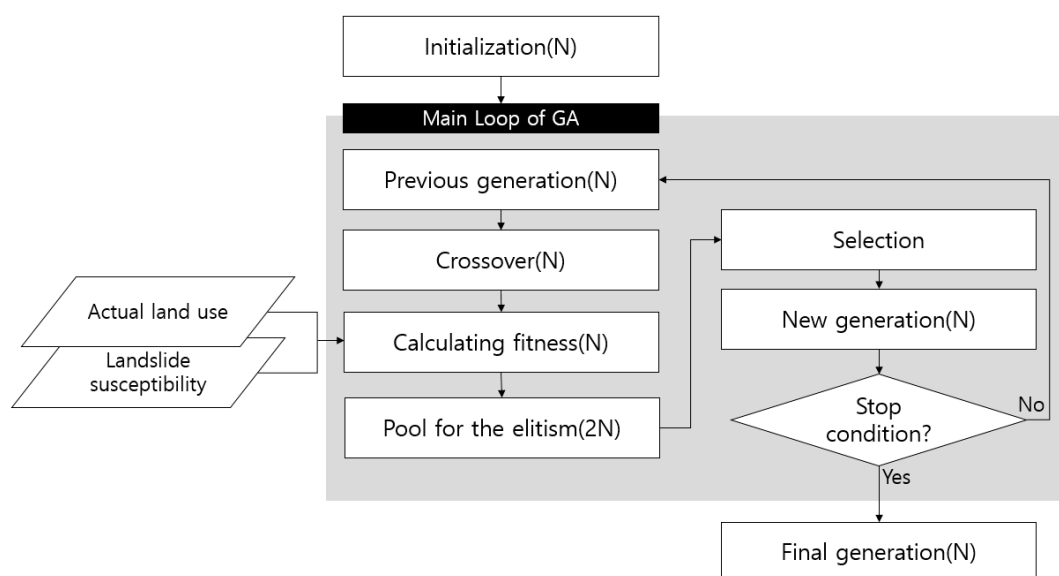 Initialization(N)
Main Loop of GA
Previous generation(N)
Crossover(N)
Actual land use
Landslide
susceptibility
Calculating fitness(N)
Pool for the elitism(2N)
Selection
New generation(N)
Stop
condition?
No
Yes
Final generation(N)